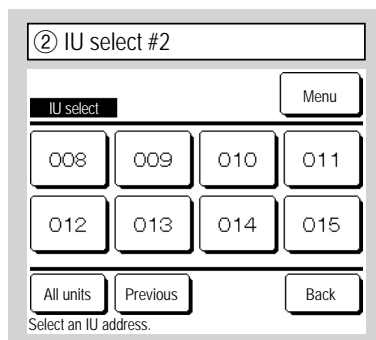 ② IU select #2
Menu
IU select
008 009 010 011
012 013 014 015
All units Previous Back
Select an IU address.